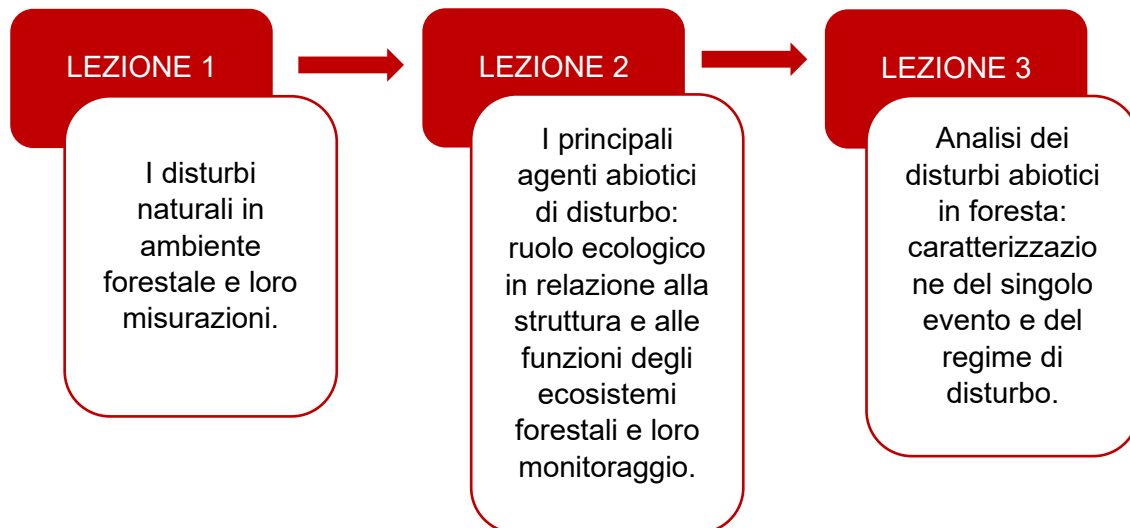 LEZIONE 1
I disturbi
naturali in
ambiente
forestale e loro
misurazioni.
LEZIONE 2
I principali
agenti abiotici
di disturbo:
ruolo ecologico
in relazione alla
struttura e alle
funzioni degli
ecosistemi
forestali e loro
monitoraggio.
LEZIONE 3
Analisi dei
disturbi abiotici
in foresta:
caratterizzazio
ne del singolo
evento e del
regime di
disturbo.